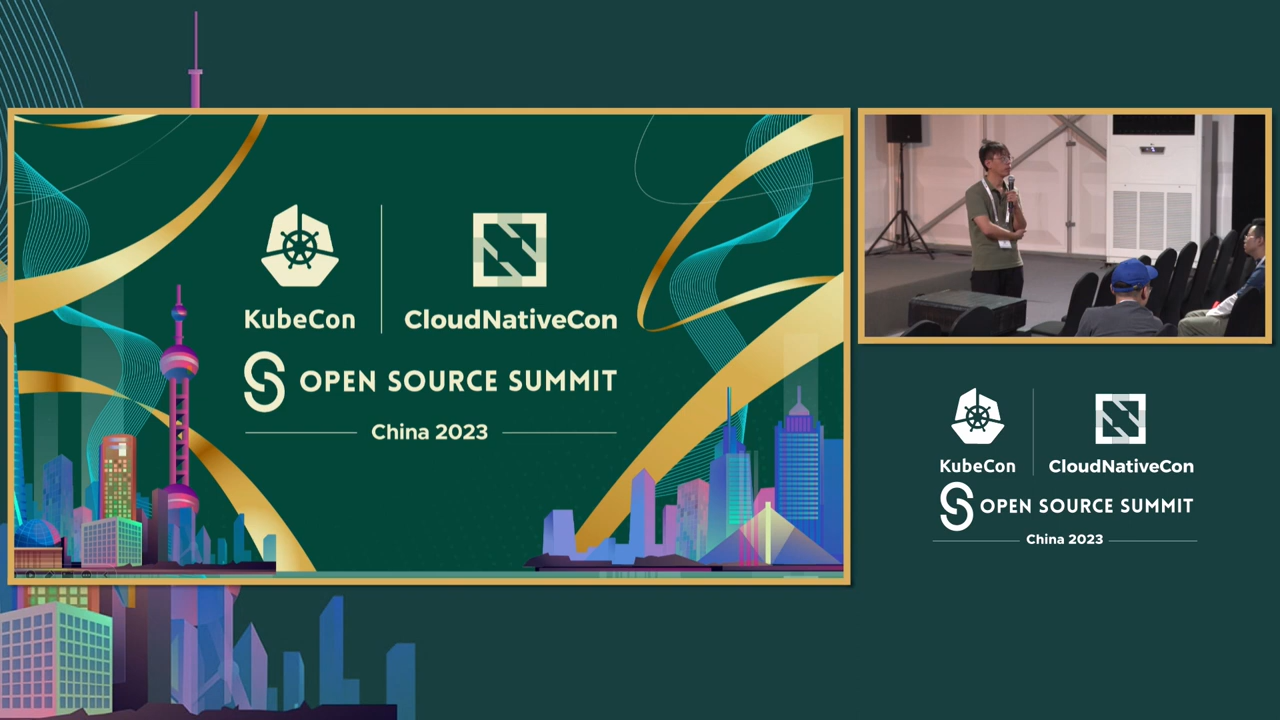 KubeCon
CloudNativeCon
OPEN SOURCE SUMMIT
China 2023
KubeCon
CloudNativeCon
OPEN SOURCE SUMMIT
China 2023